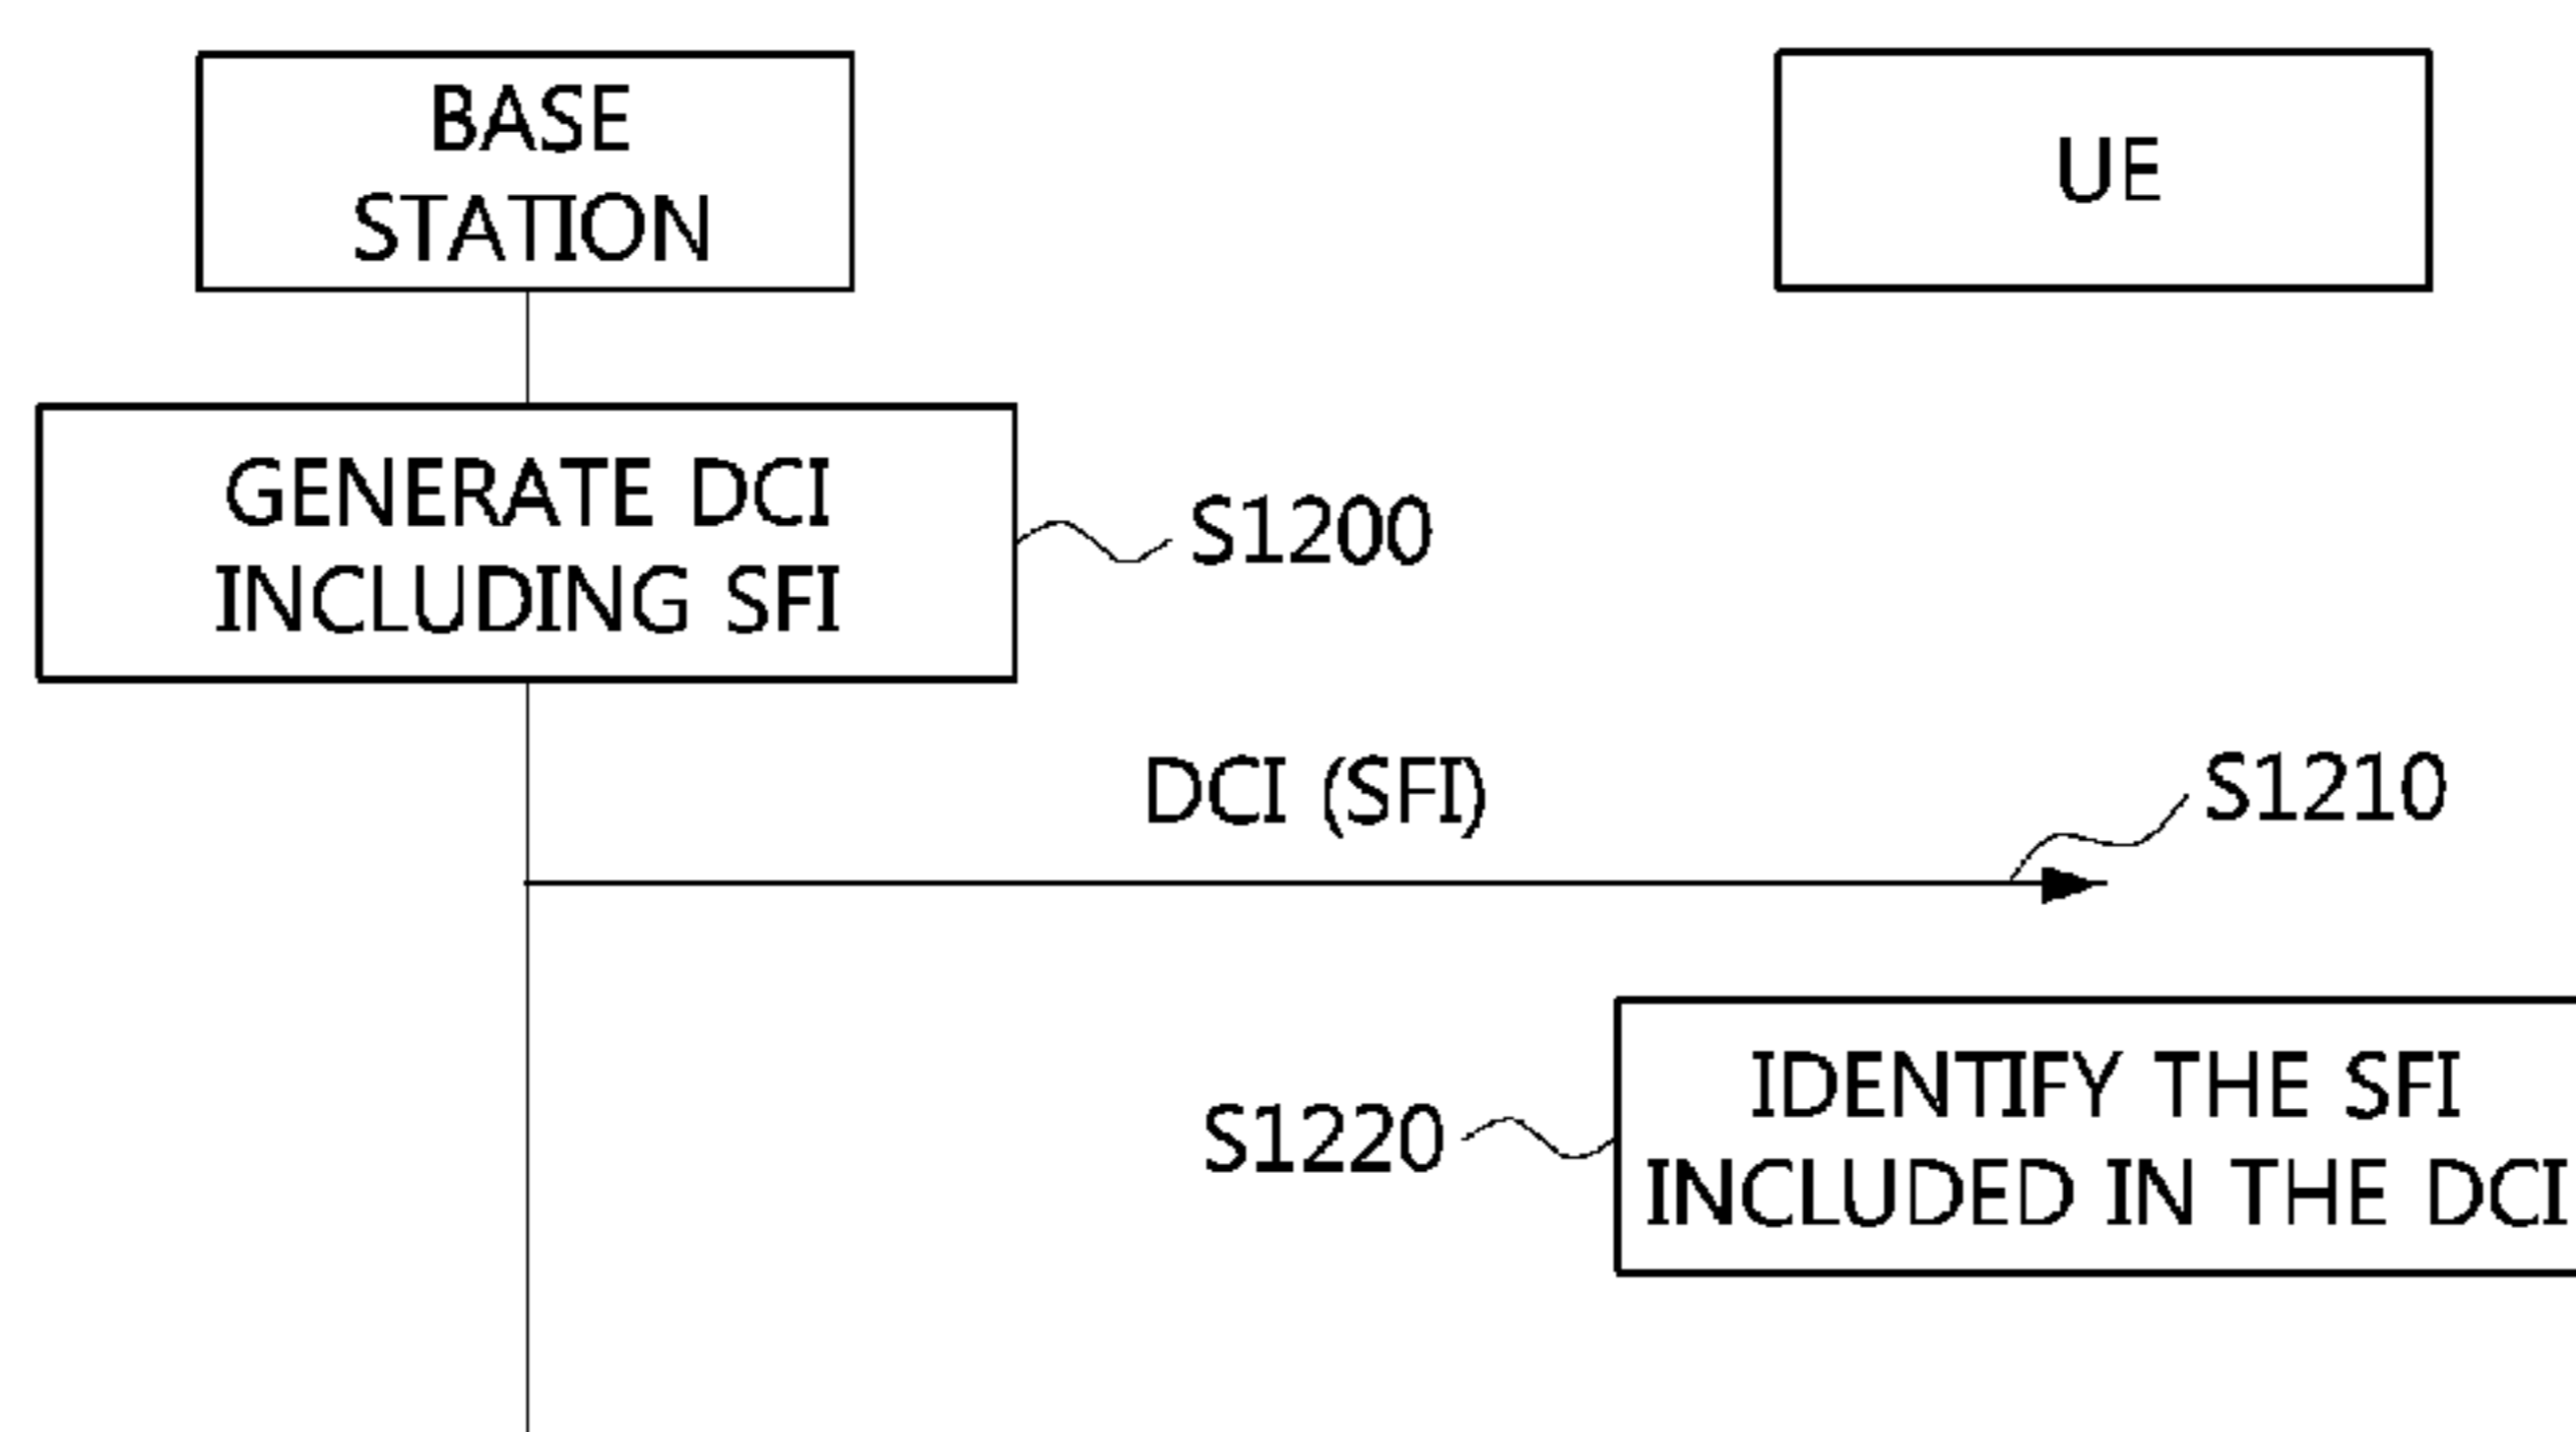 BASE
STATION
UE
GENERATE DCI
INCLUDING SFI
S1200
DCI (SFI)
S1210
S1220
IDENTIFY THE SFI
INCLUDED IN THE DCI